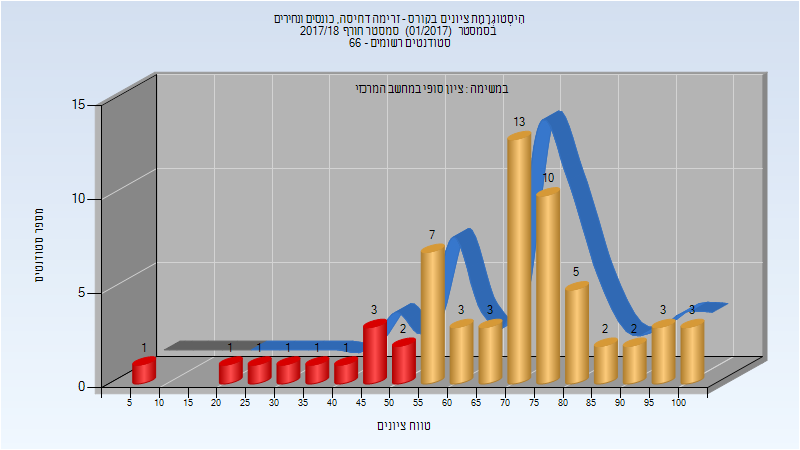 היסטוגרמת ציונים בקורס - זרימה דחיסה, כונסים ונחירים
בסמסטר (01/2017) סמסטר חורף 2017/18
סטודנטים רשומים - 66
במשימה : ציון סופי במחשב המרכזי
מספר סטודנטים
15
10
5
0
1 1 1 1 1 1 3 2 7 3 3 13 10 5 2 2 3 3
5 10 15 20 25 30 35 40 45 50 55 60 65 70 75 80 85 90 95 100
טווח ציונים